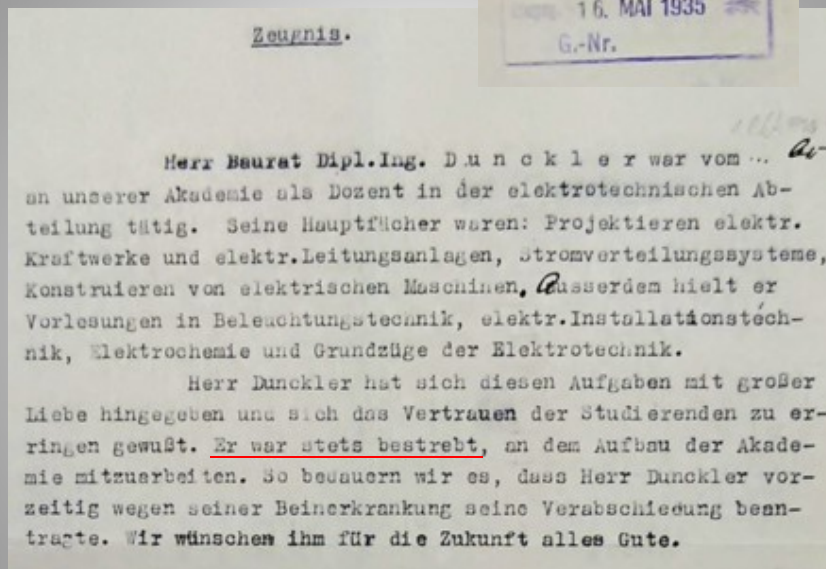 16. MAI 1935
G.-Nr.
Zeugnis.
Herr Baurat Dipl.Ing. D u n c k l e r war vom ...
an unserer Akademie als Dozent in der elektrotechnischen Ab-
teilung tätig. Seine Hauptfächer waren: Projektieren elektr.
Kraftwerke und elektr.Leitungsanlagen, Stromverteilungssysteme,
Konstruieren von elektrischen Maschinen, Ausserdem hielt er
Vorlesungen in Beleuchtungstechnik, elektr.Installationstéch-
nik, Elektrochemie und Grundzüge der Elektrotechnik.
Herr Dunckler hat sich diesen Aufgaben mit großer
Liebe hingegeben und sich das Vertrauen der Studierenden zu er-
ringen gewußt. Er war stets bestrebt, an dem Aufbau der Akade-
mie mitzuarbeiten. So bedauern wir es, dass Herr Dunckler vor-
zeitig wegen seiner Beinerkrankung seine Verabschiedung bean-
tragte. Wir wünschen ihm für die Zukunft alles Gute.